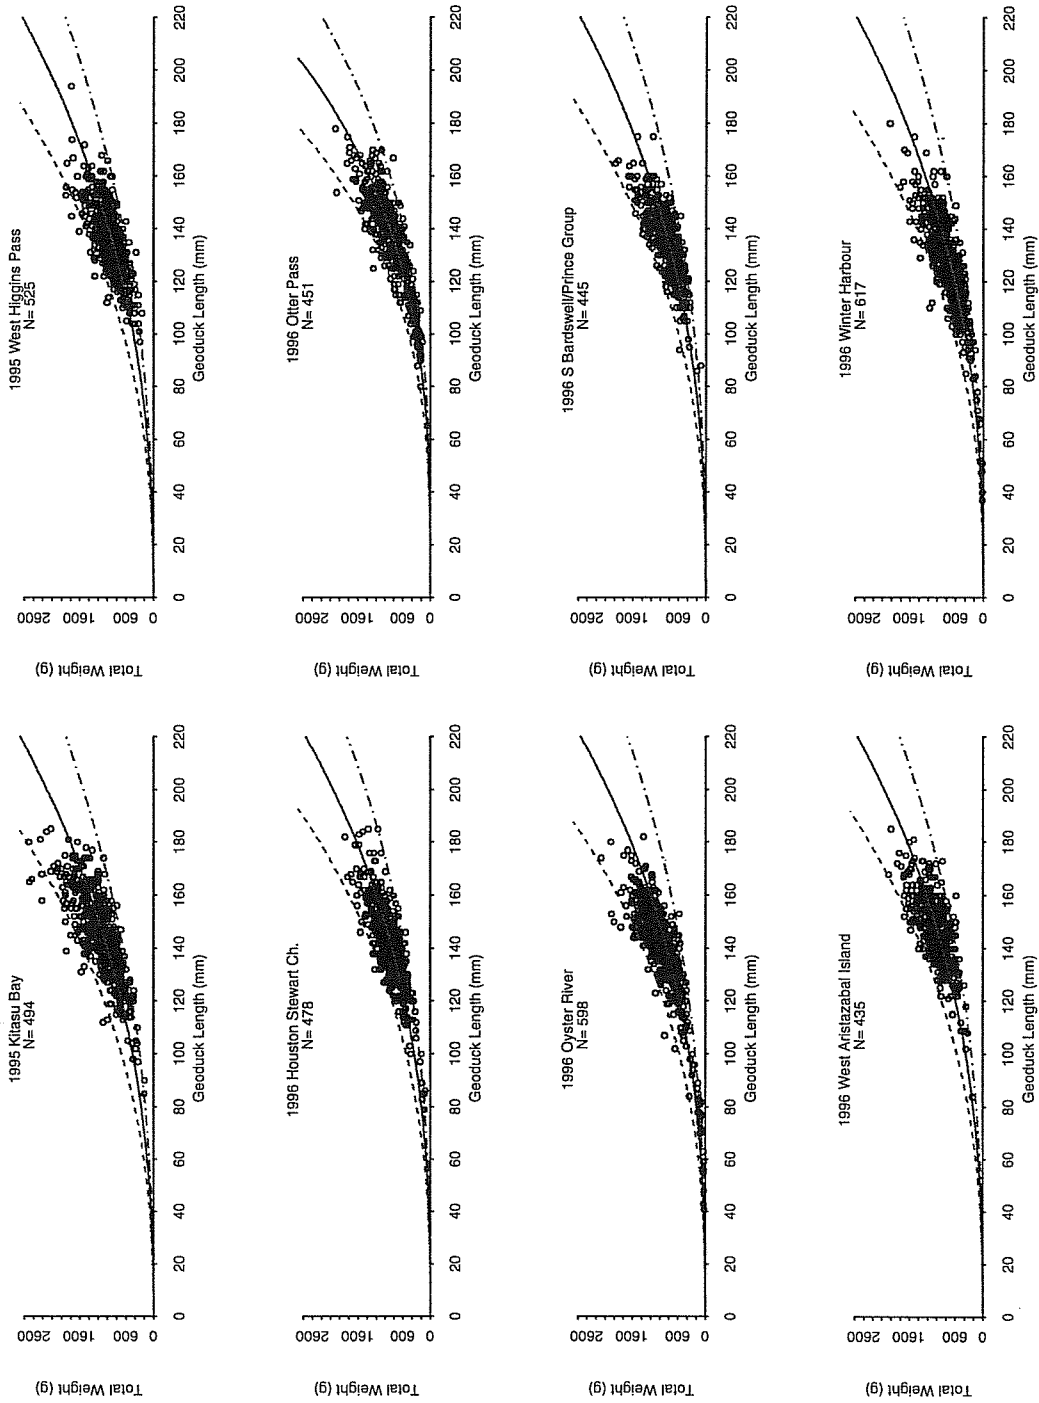 1995 Kitasu Bay
N= 494
Total Weight (g)
2600
1600
600
0
0 20 40 60 80 100 120 140 160 180 200 220
Geoduck Length (mm)
1995 West Higgins Pass
N= 525
Total Weight (g)
2600
1600
600
0
0 20 40 60 80 100 120 140 160 180 200 220
Geoduck Length (mm)
1996 Houston Stewart Ch.
N= 478
Total Weight (g)
2600
1600
600
0
0 20 40 60 80 100 120 140 160 180 200 220
Geoduck Length (mm)
1996 Otter Pass
N= 451
Total Weight (g)
2600
1600
600
0
0 20 40 60 80 100 120 140 160 180 200 220
Geoduck Length (mm)
1996 Oyster River
N= 598
Total Weight (g)
2600
1600
600
0
0 20 40 60 80 100 120 140 160 180 200 220
Geoduck Length (mm)
1996 S Bardswell/Prince Group
N= 445
Total Weight (g)
2600
1600
600
0
0 20 40 60 80 100 120 140 160 180 200 220
Geoduck Length (mm)
1996 West Aristazabal Island
N= 435
Total Weight (g)
2600
1600
600
0
0 20 40 60 80 100 120 140 160 180 200 220
Geoduck Length (mm)
1996 Winter Harbour
N= 617
Total Weight (g)
2600
1600
600
0
0 20 40 60 80 100 120 140 160 180 200 220
Geoduck Length (mm)